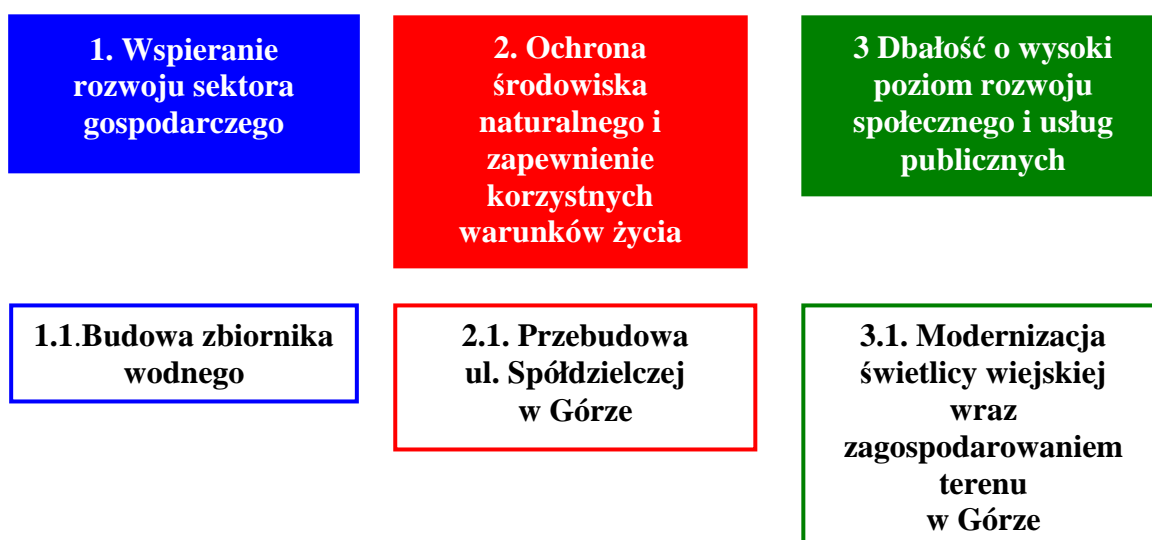 1. Wspieranie
rozwoju sektora
gospodarczego
2. Ochrona
środowiska
naturalnego i
zapewnienie
korzystnych
warunków życia
3 Dbałość o wysoki
poziom rozwoju
społecznego i usług
publicznych
1.1.Budowa zbiornika
wodnego
2.1. Przebudowa
ul. Spółdzielczej
w Górze
3.1. Modernizacja
świetlicy wiejskiej
wraz
zagospodarowaniem
terenu
w Górze